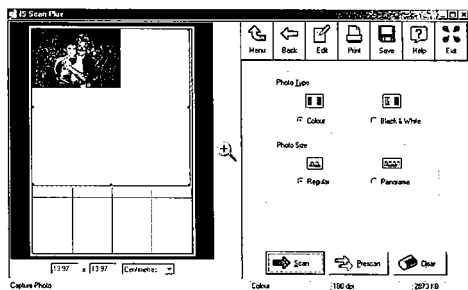 IS Scan Plus
Menu Back Edit Print Save Help Exit
Photo Type
Colour Black & White
Photo Size
Regular Panorama
13.97 x 13.97 Centimetres
Scan Prescan Clear
Capture Photo Colour 180 dpi 2873 KB